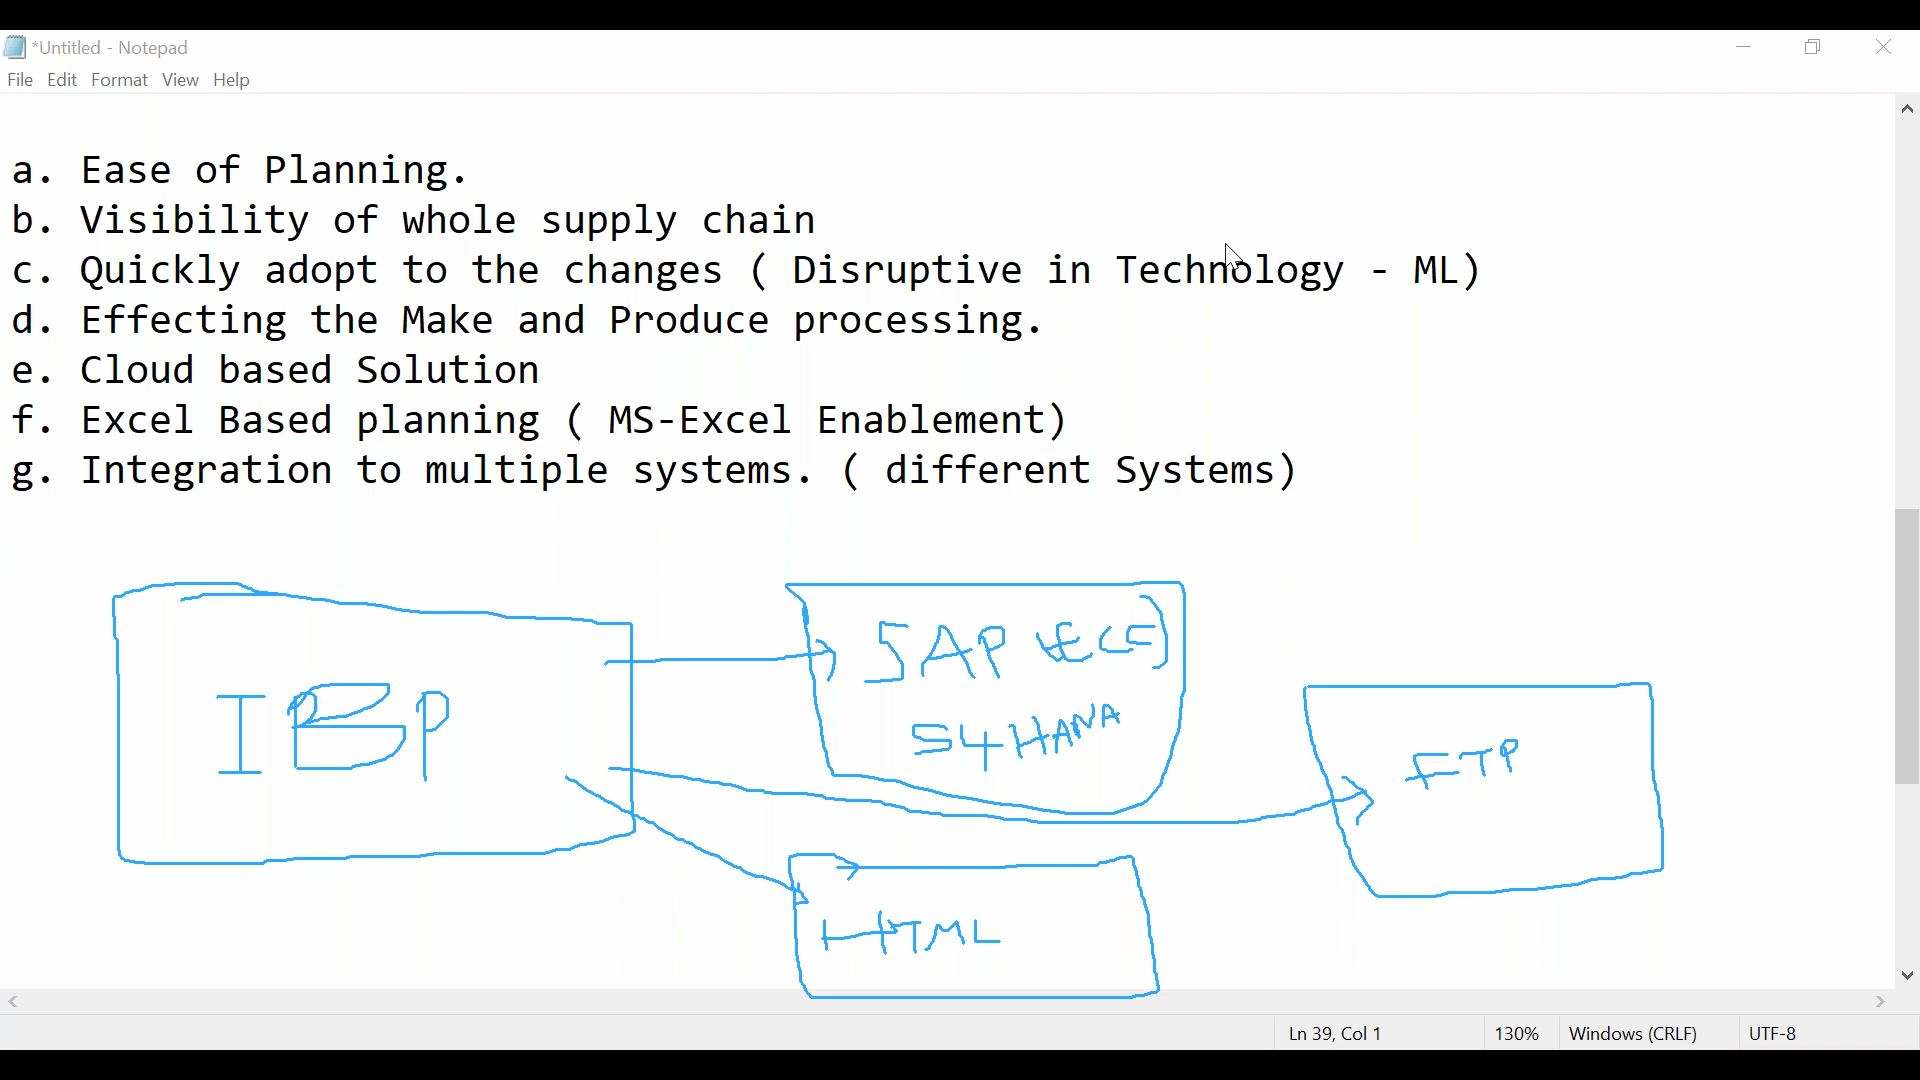 *Untitled - Notepad
File Edit Format View Help
a. Ease of Planning.
b. Visibility of whole supply chain
c. Quickly adopt to the changes ( Disruptive in Technology - ML)
d. Effecting the Make and Produce processing.
e. Cloud based Solution
f. Excel Based planning ( MS-Excel Enablement)
g. Integration to multiple systems. ( different Systems)
IBP
SAP
S4HANA
FTP
HTML
Ln 39, Col 1 130% Windows (CRLF) UTF-8